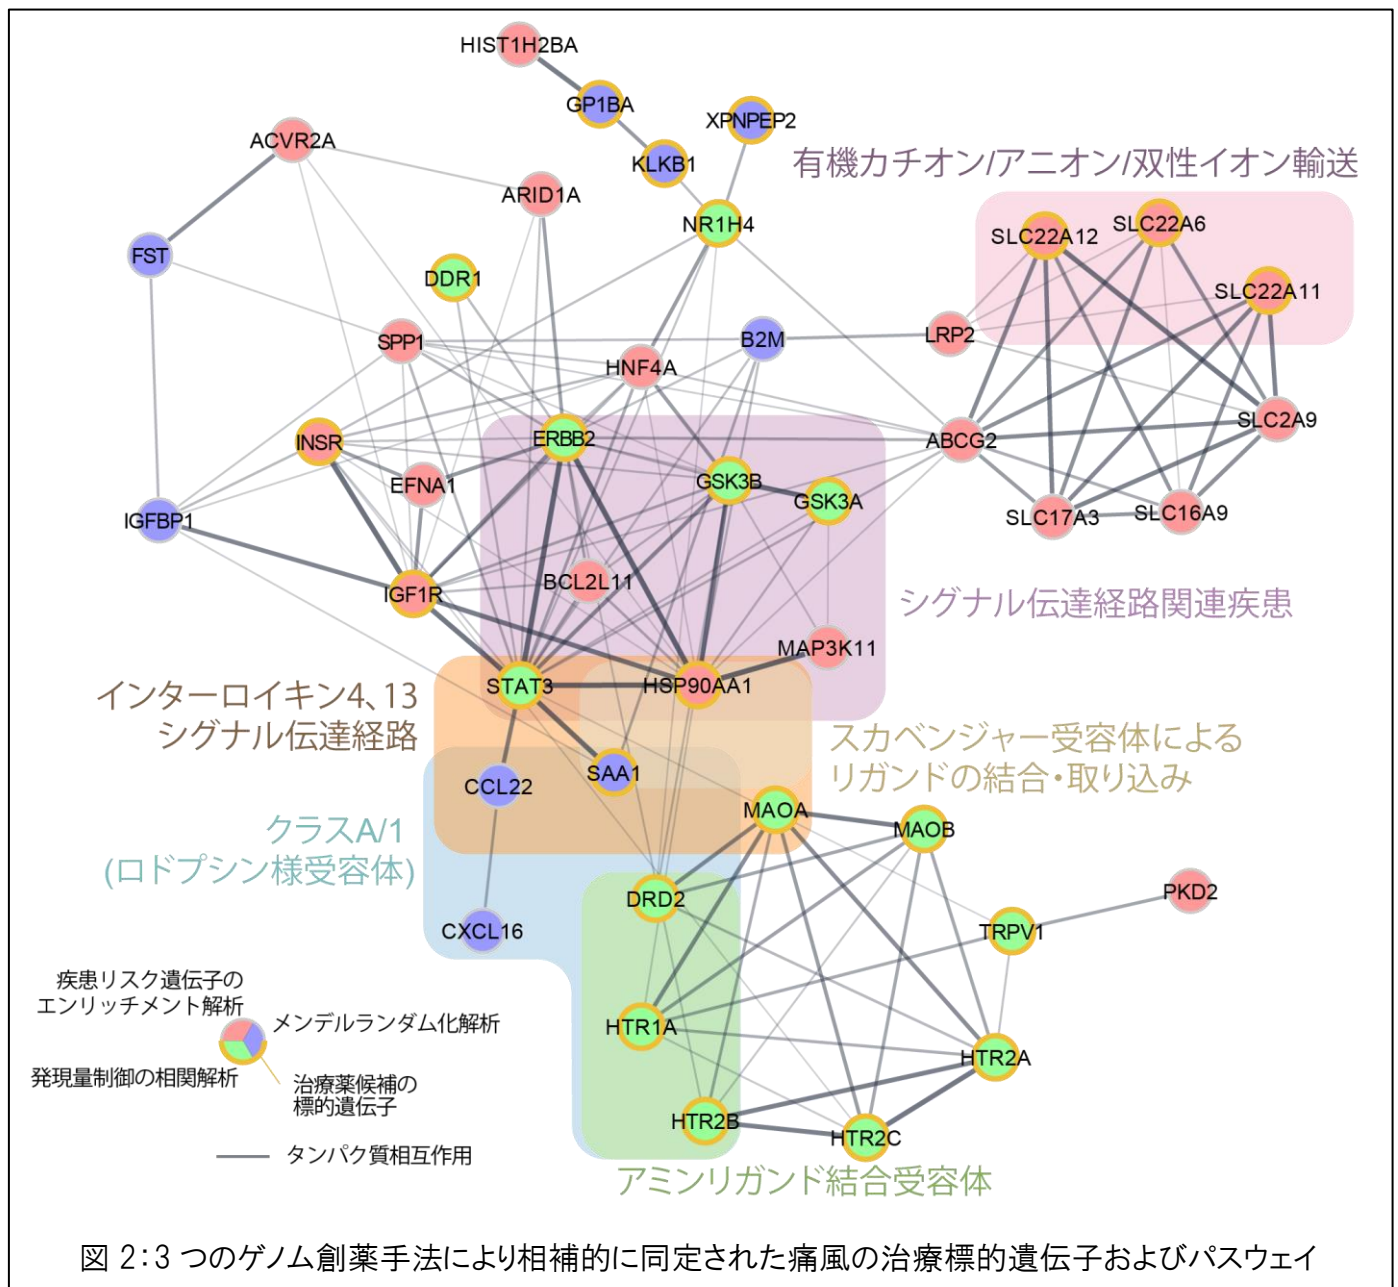 HIST1H2BA
GP1BA
XPNPEP2
ACVR2A
KLKB1
有機カチオン/アニオン/双性イオン輸送
ARID1A
NR1H4
SLC22A12
SLC22A6
FST
DDR1
SLC22A11
SPP1
B2M
LRP2
HNF4A
INSR
ERBB2
ABCG2
SLC2A9
EFNA1
GSK3B
GSK3A
IGFBP1
SLC17A3
SLC16A9
IGF1R
BCL2L11
シグナル伝達経路関連疾患
MAP3K11
STAT3
HSP90AA1
インターロイキン4、13
シグナル伝達経路
スカベンジャー受容体による
リガンドの結合・取り込み
CCL22
SAA1
MAOA
MAOB
クラスA/1
(ロドプシン様受容体)
DRD2
PKD2
CXCL16
TRPV1
疾患リスク遺伝子の
エンリッチメント解析
メンデルランダム化解析
発現量制御の相関解析
治療薬候補の
標的遺伝子
タンパク質相互作用
HTR1A
HTR2A
HTR2B
HTR2C
アミンリガンド結合受容体
図 2：3 つのゲノム創薬手法により相補的に同定された痛風の治療標的遺伝子およびパスウェイ